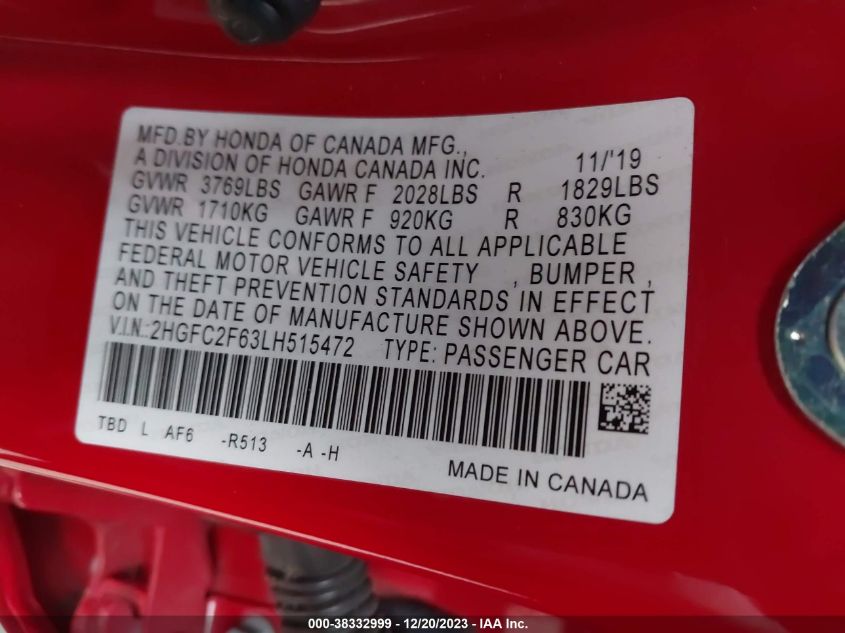 MFD.BY HONDA OF CANADA MFG.,
A DIVISION OF HONDA CANADA INC. 11/'19
GVWR 3769LBS GAWR F 2028LBS R 1829LBS
GVWR 1710KG GAWR F 920KG R 830KG
THIS VEHICLE CONFORMS TO ALL APPLICABLE
FEDERAL MOTOR VEHICLE SAFETY , BUMPER ,
AND THEFT PREVENTION STANDARDS IN EFFECT
ON THE DATE OF MANUFACTURE SHOWN ABOVE.
V.I.N.:2HGFC2F63LH515472 TYPE: PASSENGER CAR
TBD L AF6 -R513 -A -H
MADE IN CANADA
000-38332999 — 12/20/2023 — IAA Inc.